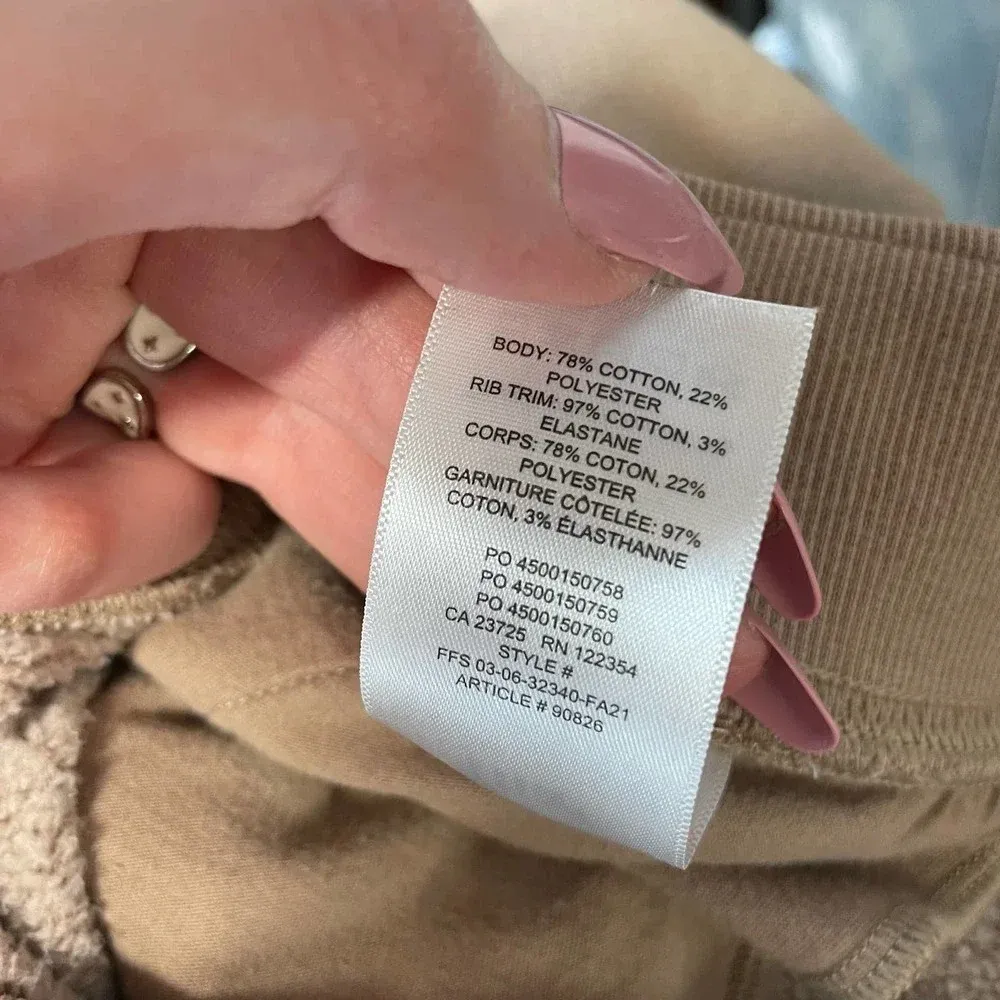 BODY: 78% COTTON, 22%
POLYESTER
RIB TRIM: 97% COTTON, 3%
ELASTANE
CORPS: 78% COTON, 22%
POLYESTER
GARNITURE CÔTELÉE: 97%
COTON, 3% ÉLASTHANNE
PO 4500150758
PO 4500150759
PO 4500150760
CA 23725 RN 122354
STYLE #
FFS 03-06-32340-FA21
ARTICLE # 90826